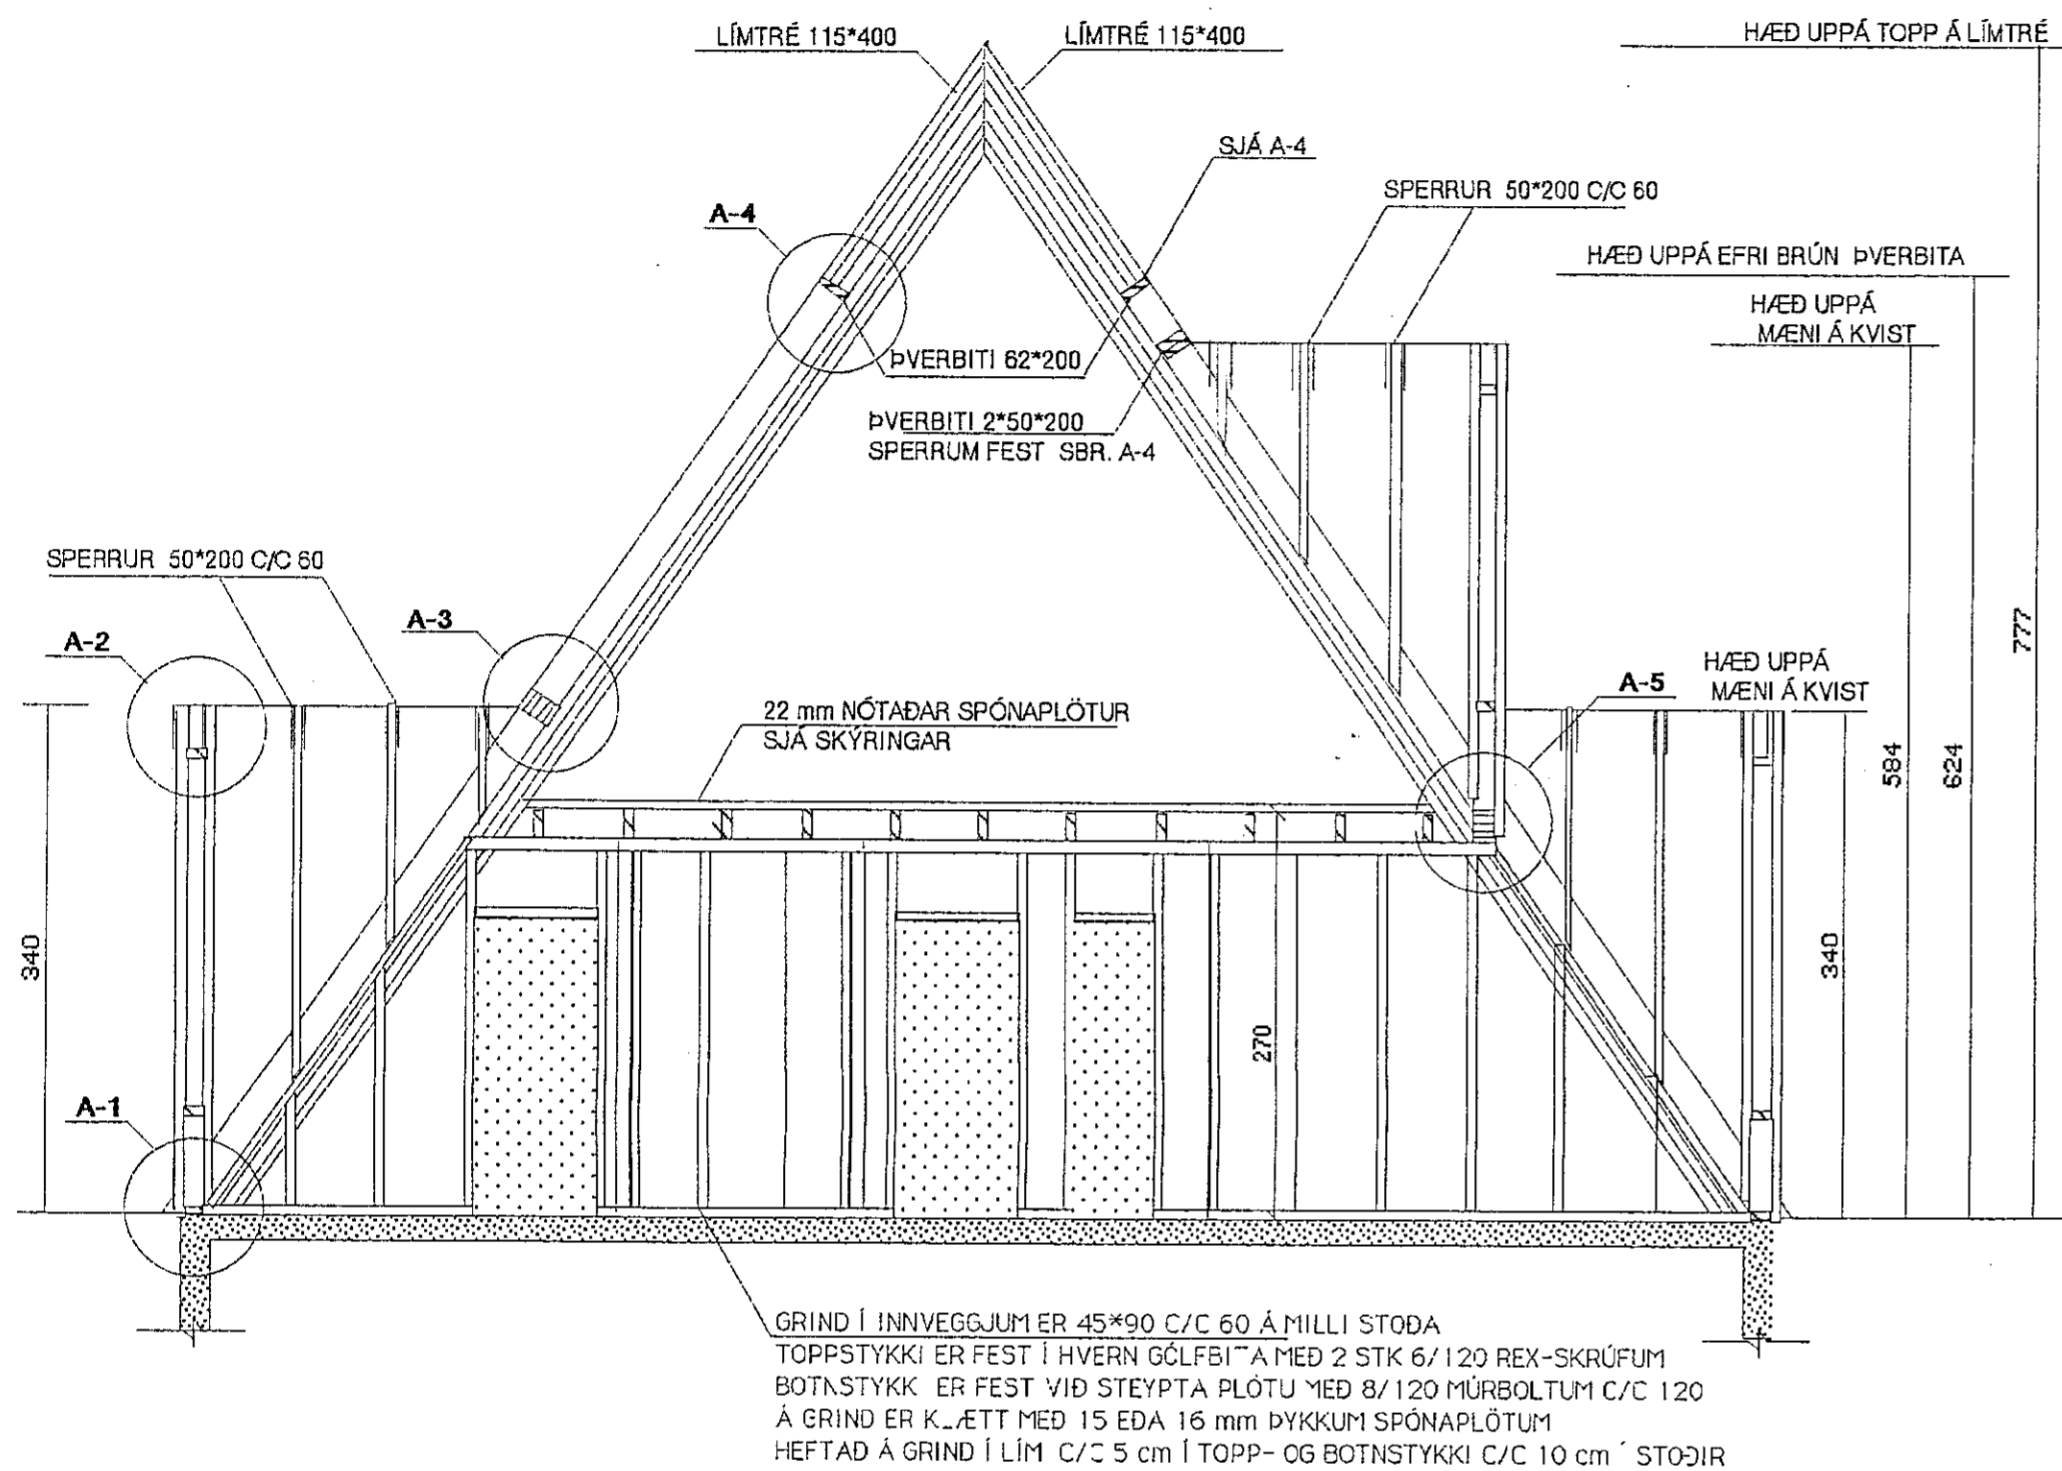 LÍMTRÉ 115*400
LÍMTRÉ 115*400
HÆÐ UPPÁ TOPP Á LÍMTRÉ
SJÁ A-4
SPERRUR 50*200 C/C 60
A-4
HÆÐ UPPÁ EFRI BRÚN ÞVERBITA
HÆÐ UPPÁ
MÆNI Á KVIST
ÞVERBITI 62*200
ÞVERBITI 2*50*200
SPERRUM FEST SBR. A-4
SPERRUR 50*200 C/C 60
A-3
A-2
777
HÆÐ UPPÁ
MÆNI Á KVIST
A-5
22 mm NÓTAÐAR SPÓNAPLÖTUR
SJÁ SKÝRINGAR
584
624
340
340
270
A-1
GRIND Í INNVEGGJUM ER 45*90 C/C 60 Á MILLI STOÐA
TOPPSTYKKI ER FEST Í HVERN GÓLFBITA MEÐ 2 STK 6/120 REX-SKRÚFUM
BOTNSTYKK ER FEST VIÐ STEYPTA PLÖTU MEÐ 8/120 MÚRBOLTUM C/C 120
Á GRIND ER KLÆTT MEÐ 15 EÐA 16 mm ÞYKKUM SPÓNAPLÖTUM
HEFTAÐ Á GRIND Í LÍM C/C 5 cm Í TOPP- OG BOTNSTYKKI C/C 10 cm STOÐIR